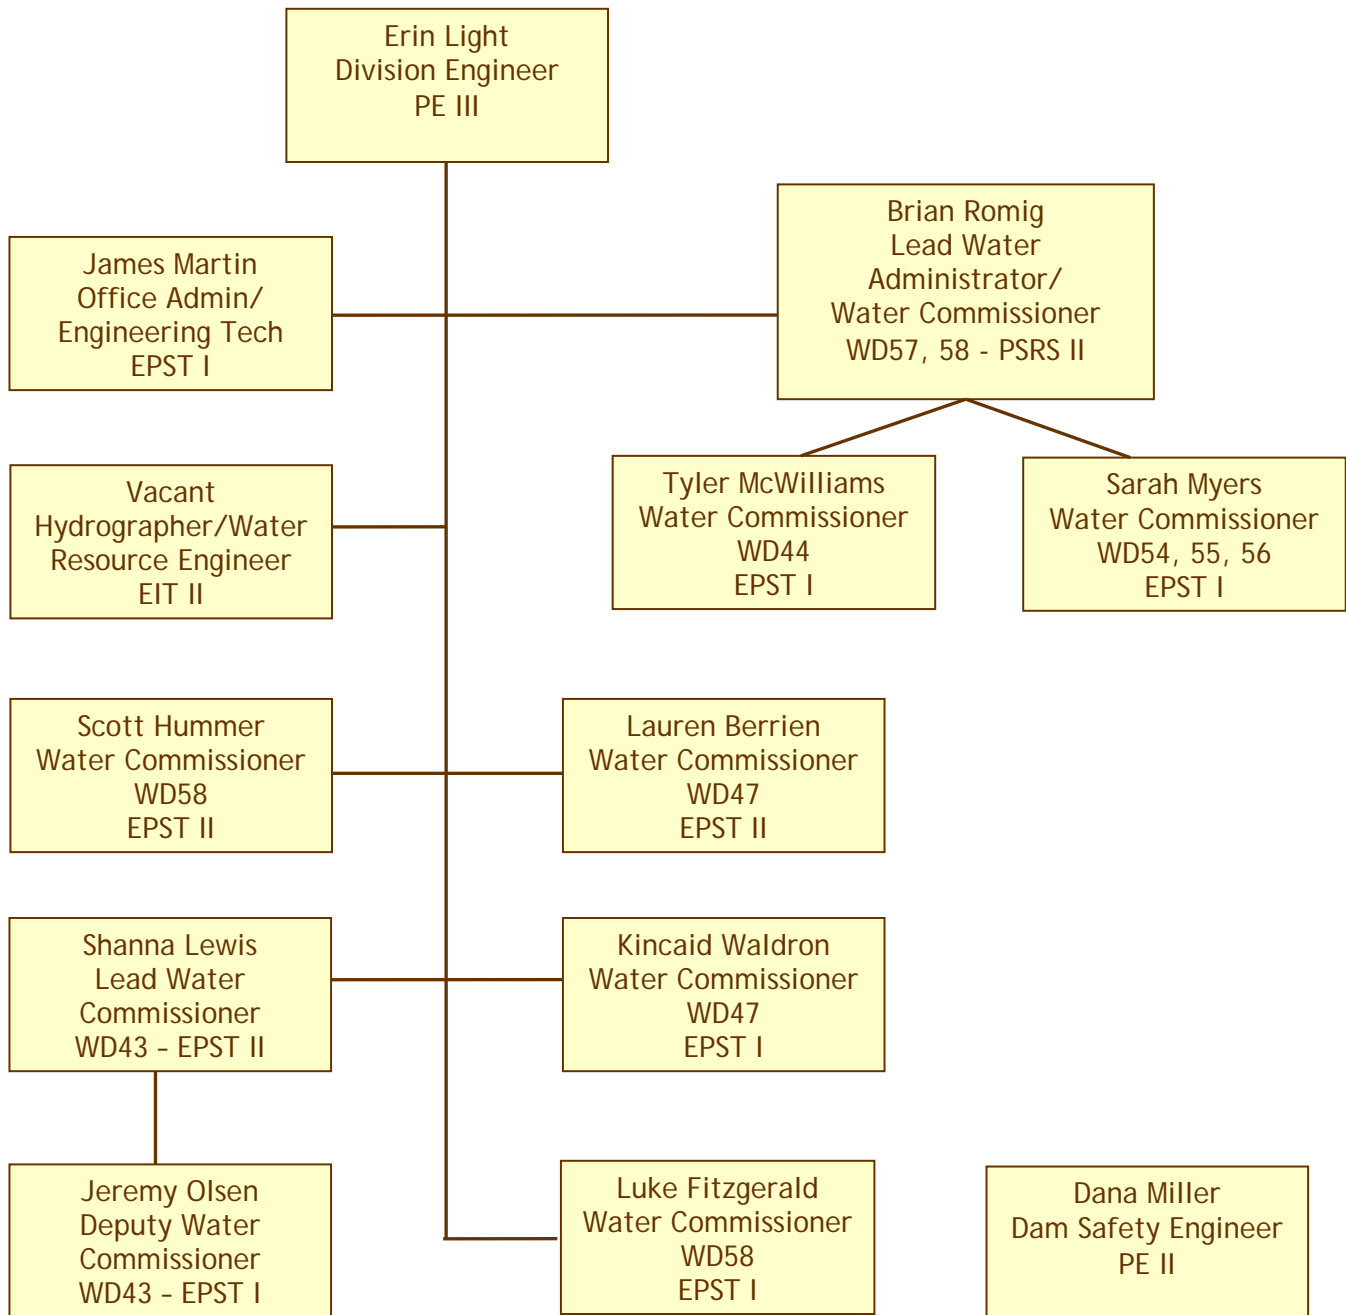 Erin Light
Division Engineer
PE III
Brian Romig
Lead Water
Administrator/
Water Commissioner
WD57, 58 - PSRS II
James Martin
Office Admin/
Engineering Tech
EPST I
Tyler McWilliams
Water Commissioner
WD44
EPST I
Sarah Myers
Water Commissioner
WD54, 55, 56
EPST I
Vacant
Hydrographer/Water
Resource Engineer
EIT II
Scott Hummer
Water Commissioner
WD58
EPST II
Lauren Berrien
Water Commissioner
WD47
EPST II
Shanna Lewis
Lead Water
Commissioner
WD43 – EPST II
Kincaid Waldron
Water Commissioner
WD47
EPST I
Jeremy Olsen
Deputy Water
Commissioner
WD43 – EPST I
Luke Fitzgerald
Water Commissioner
WD58
EPST I
Dana Miller
Dam Safety Engineer
PE II